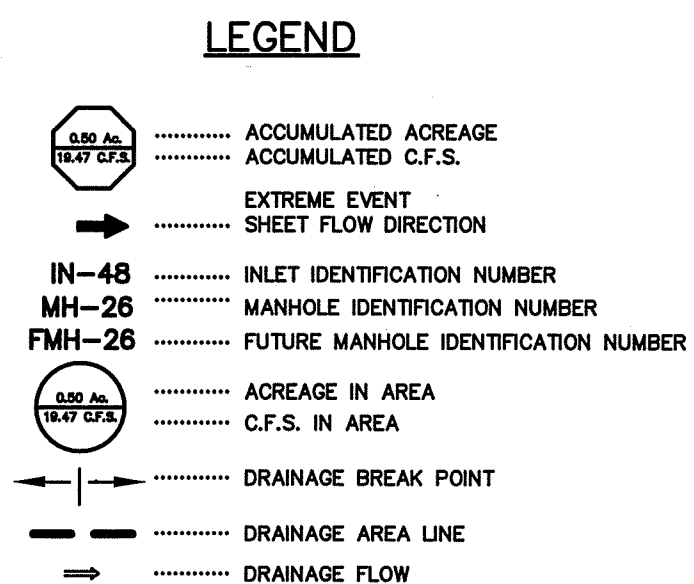 LEGEND
0.50 Ac. ............ ACCUMULATED ACREAGE
19.47 C.F.S. ............ ACCUMULATED C.F.S.
EXTREME EVENT
............ SHEET FLOW DIRECTION
IN-48 ............ INLET IDENTIFICATION NUMBER
MH-26 ............ MANHOLE IDENTIFICATION NUMBER
FMH-26 ............ FUTURE MANHOLE IDENTIFICATION NUMBER
0.50 Ac. ............ ACREAGE IN AREA
19.47 C.F.S. ............ C.F.S. IN AREA
............ DRAINAGE BREAK POINT
............ DRAINAGE AREA LINE
............ DRAINAGE FLOW